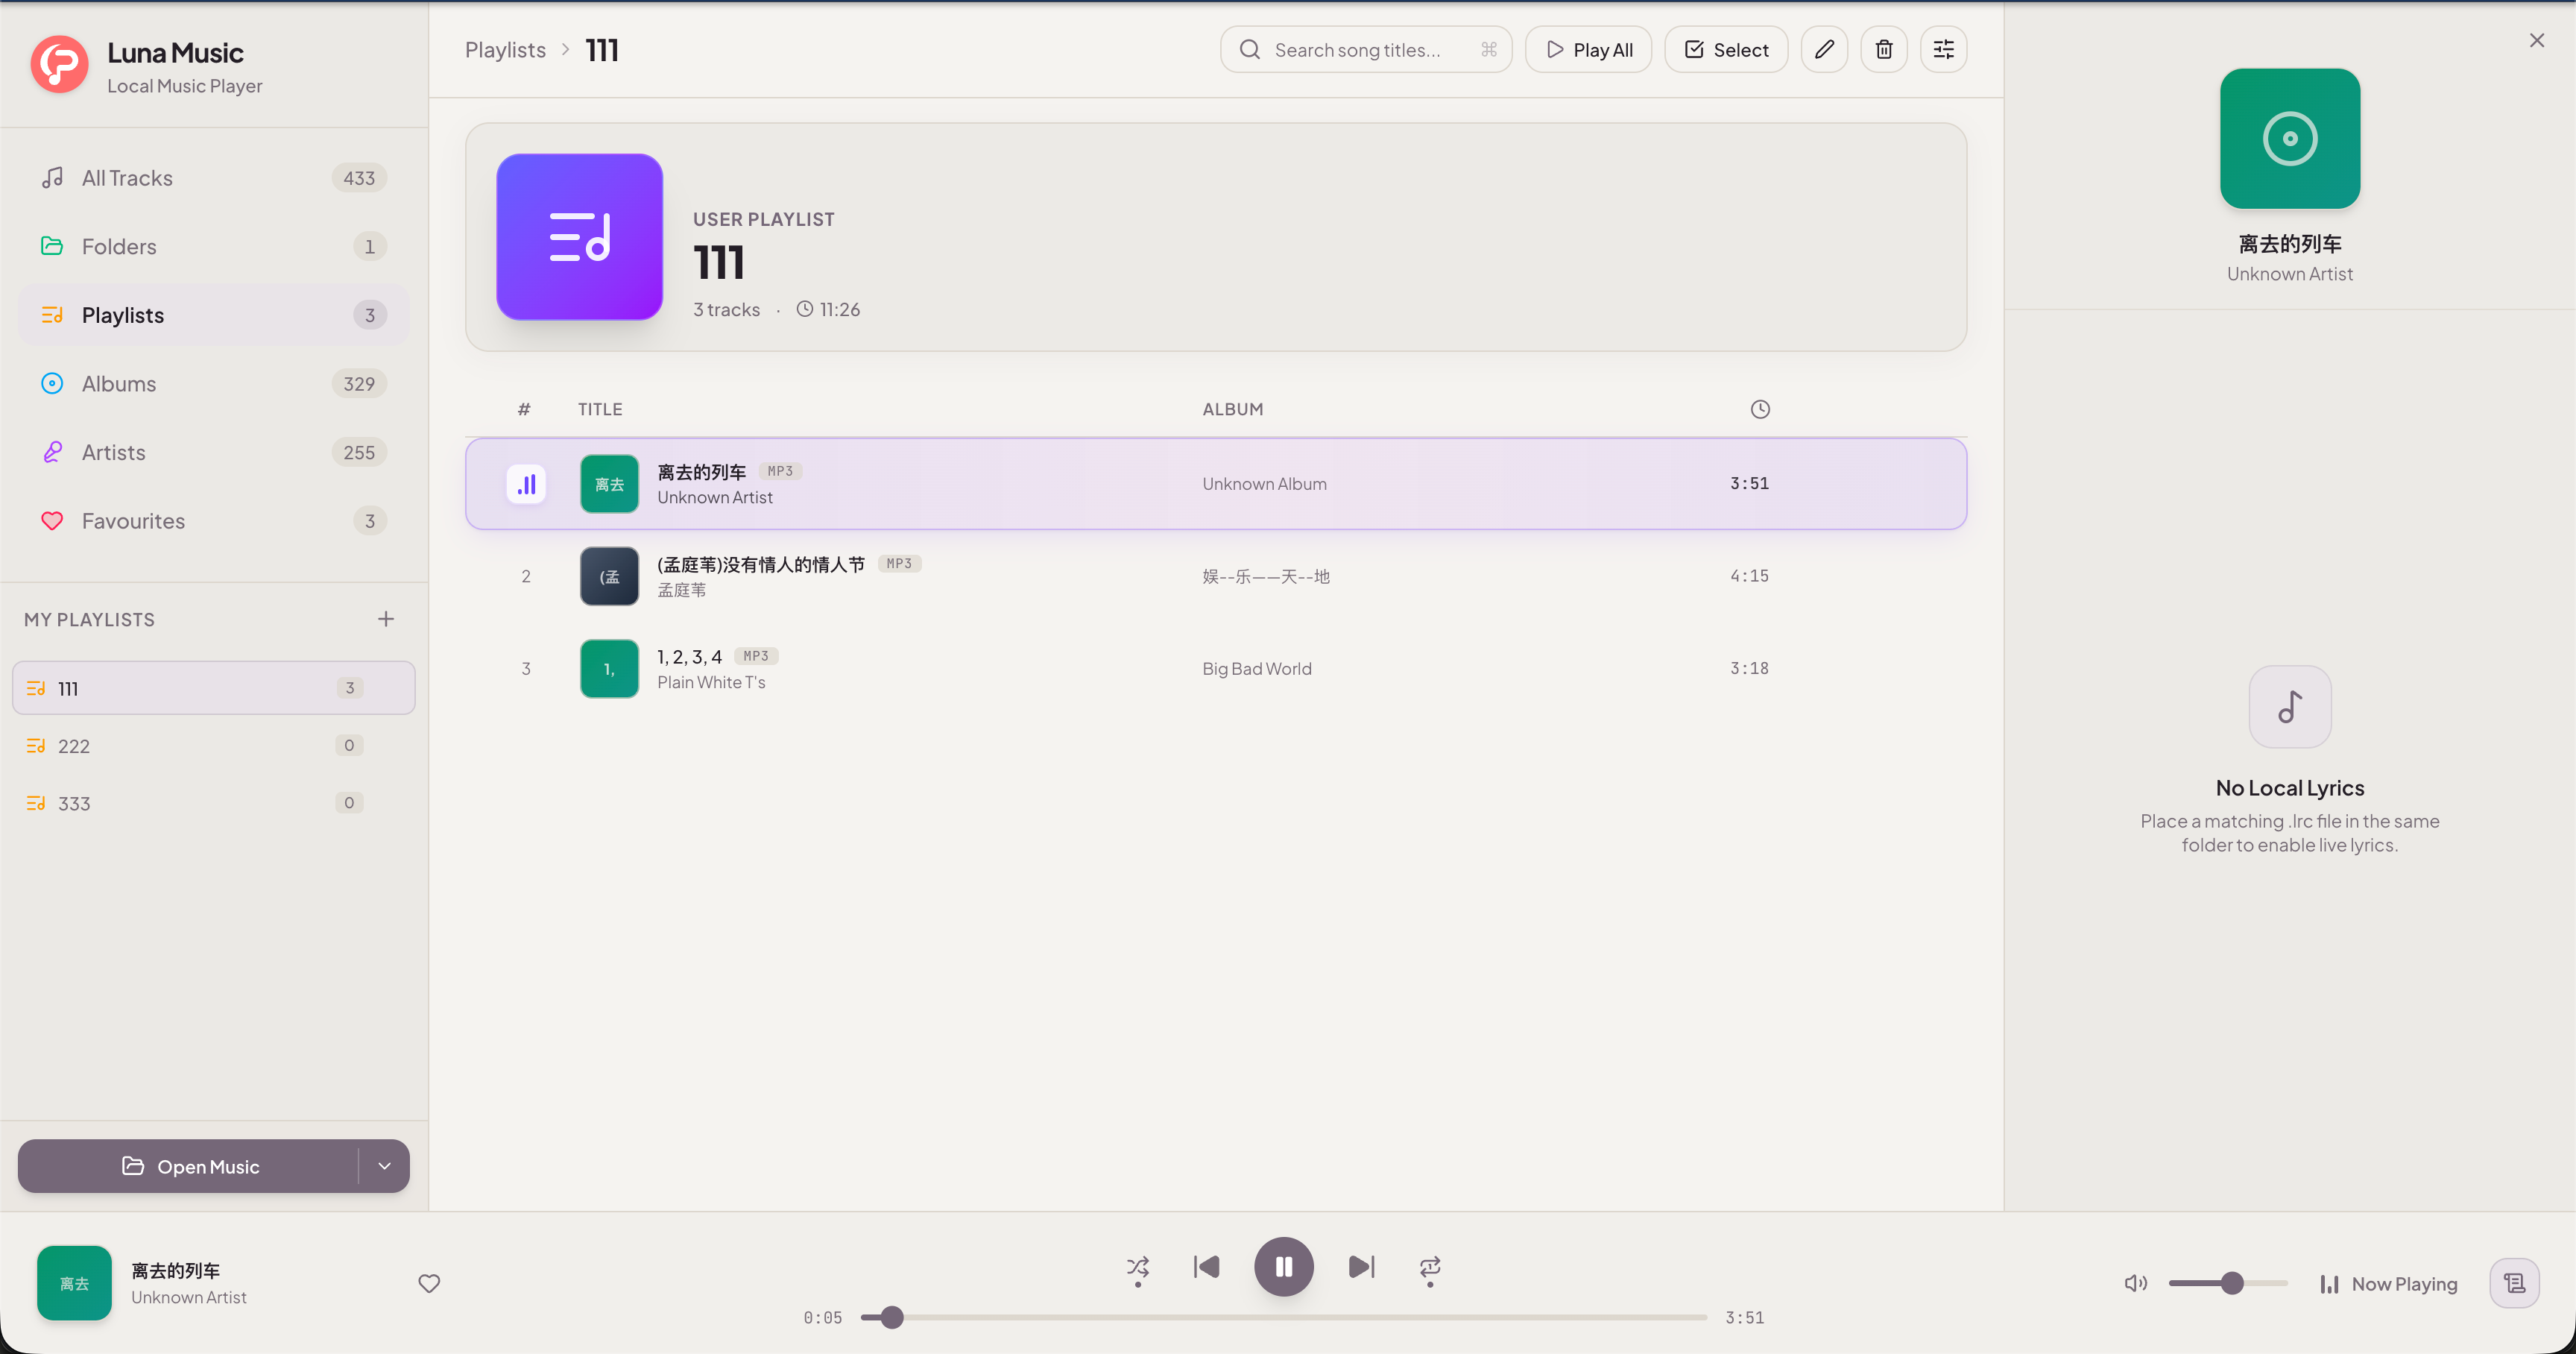 Luna Music
Local Music Player
All Tracks 433
Folders 1
Playlists 3
Albums 329
Artists 255
Favourites 3
MY PLAYLISTS
111 3
222 0
333 0
Open Music
Playlists > 111
Search song titles... ⌘
Play All
Select
USER PLAYLIST
111
3 tracks · 11:26
# TITLE ALBUM
离去
离去的列车 MP3
Unknown Artist
Unknown Album
3:51
2
(孟
(孟庭苇)没有情人的情人节 MP3
孟庭苇
娱--乐——天--地
4:15
3
1,
1, 2, 3, 4 MP3
Plain White T's
Big Bad World
3:18
离去的列车
Unknown Artist
No Local Lyrics
Place a matching .lrc file in the same
folder to enable live lyrics.
离去
离去的列车
Unknown Artist
0:05
3:51
Now Playing